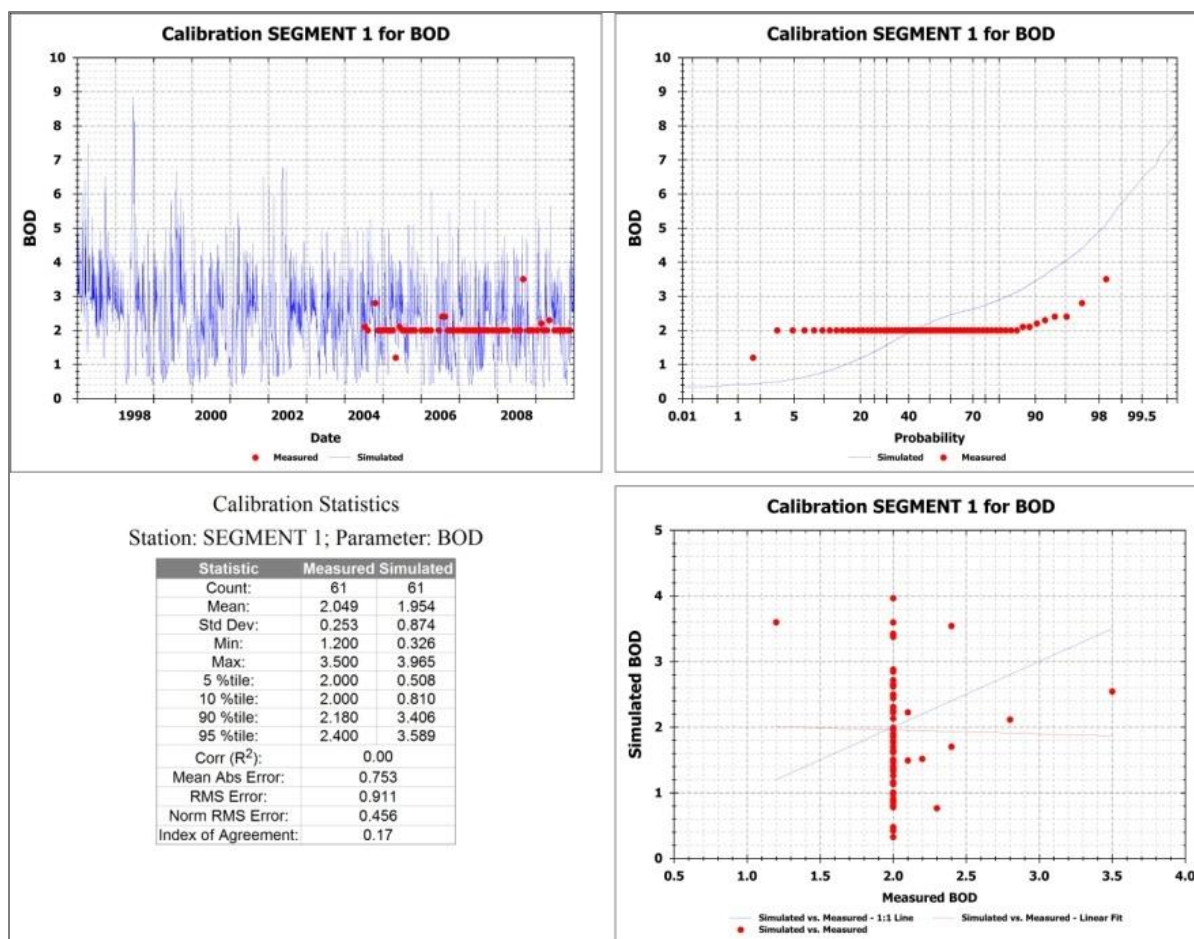 Calibration SEGMENT 1 for BOD
10
9
8
7
6
5
4
3
2
1
0
BOD
1998 2000 2002 2004 2006 2008
Date
Measured Simulated
Calibration SEGMENT 1 for BOD
10
9
8
7
6
5
4
3
2
1
0
BOD
0.01 1 5 20 40 70 90 98 99.5
Probability
Simulated Measured
Calibration Statistics
Station: SEGMENT 1; Parameter: BOD
Statistic Measured Simulated
Count: 61 61
Mean: 2.049 1.954
Std Dev: 0.253 0.874
Min: 1.200 0.326
Max: 3.500 3.965
5 %tile: 2.000 0.508
10 %tile: 2.000 0.810
90 %tile: 2.180 3.406
95 %tile: 2.400 3.589
Corr (R²): 0.00
Mean Abs Error: 0.753
RMS Error: 0.911
Norm RMS Error: 0.456
Index of Agreement: 0.17
Calibration SEGMENT 1 for BOD
5
4
3
2
1
0
Simulated BOD
0.5 1.0 1.5 2.0 2.5 3.0 3.5 4.0
Measured BOD
Simulated vs. Measured - 1:1 Line Simulated vs. Measured - Linear Fit
Simulated vs. Measured